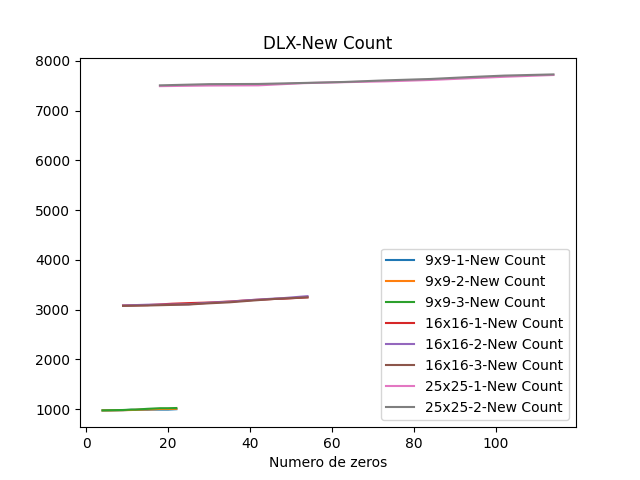 DLX-New Count
8000
7000
6000
5000
4000
3000
2000
1000
9x9-1-New Count
9x9-2-New Count
9x9-3-New Count
16x16-1-New Count
16x16-2-New Count
16x16-3-New Count
25x25-1-New Count
25x25-2-New Count
0 20 40 60 80 100
Numero de zeros